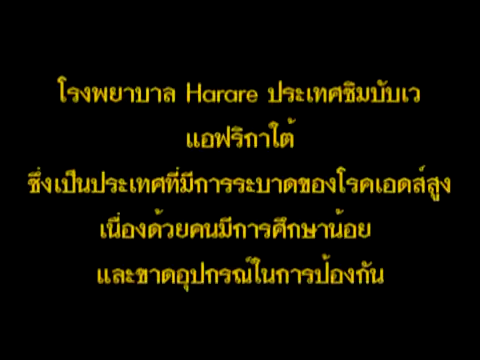 โรงพยาบาล Harare ประเทศซิมบับเว
แอฟริกาใต้
ซึ่งเป็นประเทศที่มีการระบาดของโรคเอดส์สูง
เนื่องด้วยคนมีการศึกษาน้อย
และขาดอุปกรณ์ในการป้องกัน